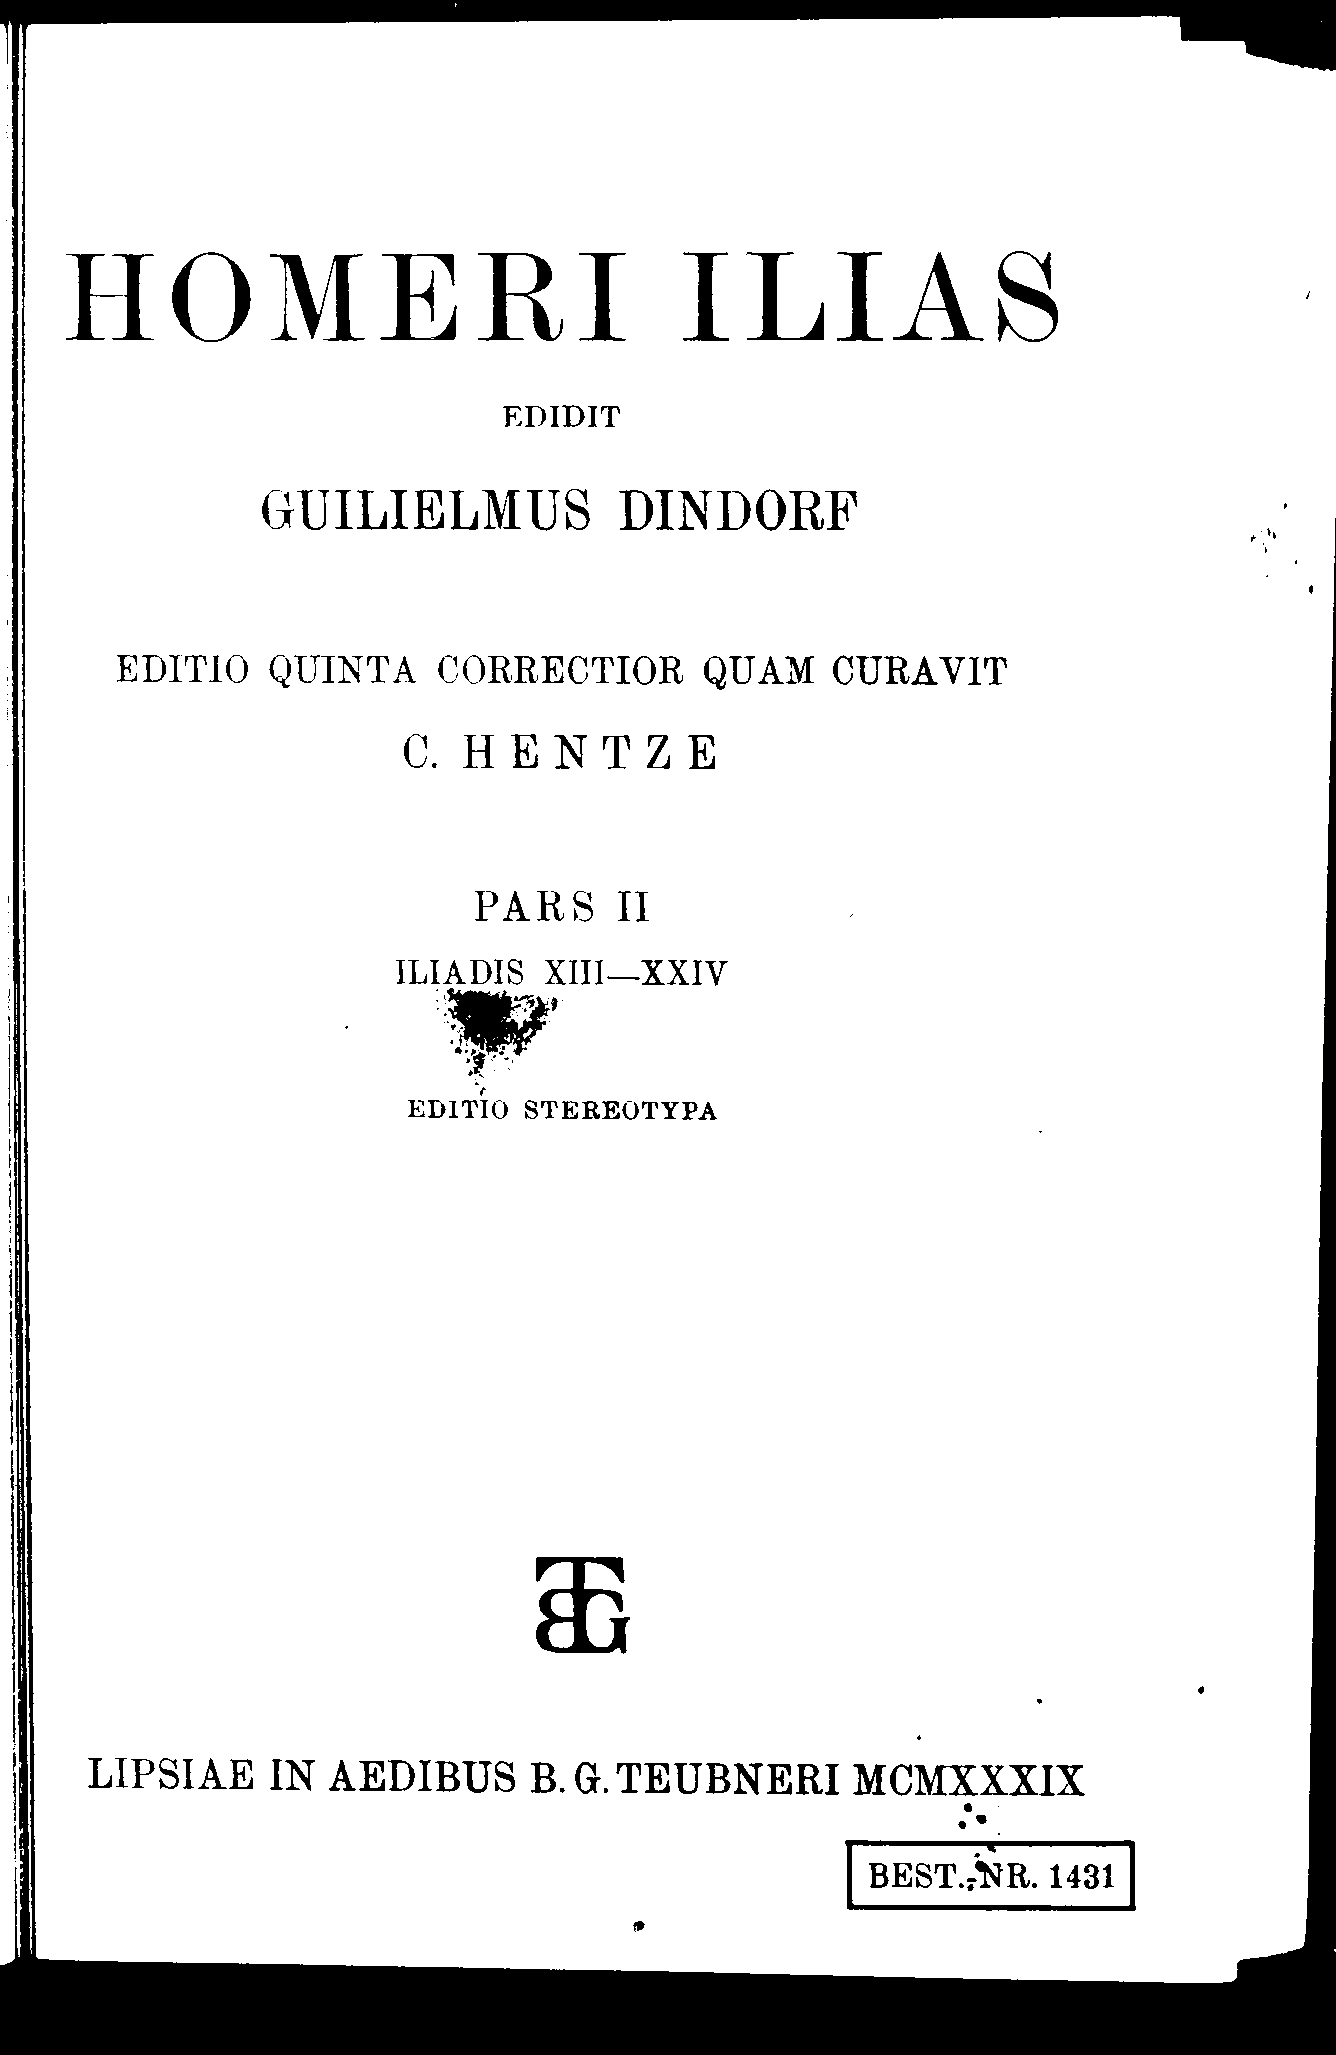 HOMERI ILIAS
EDIDIT
GUILIELMUS DINDORF
EDITIO QUINTA CORRECTIOR QUAM CURAVIT
C. HENTZE
PARS II
ILIADIS XIII—XXIV
EDITIO STEREOTYPA
BTG
LIPSIAE IN AEDIBUS B. G. TEUBNERI MCMXXXIX
BEST.-NR. 1431